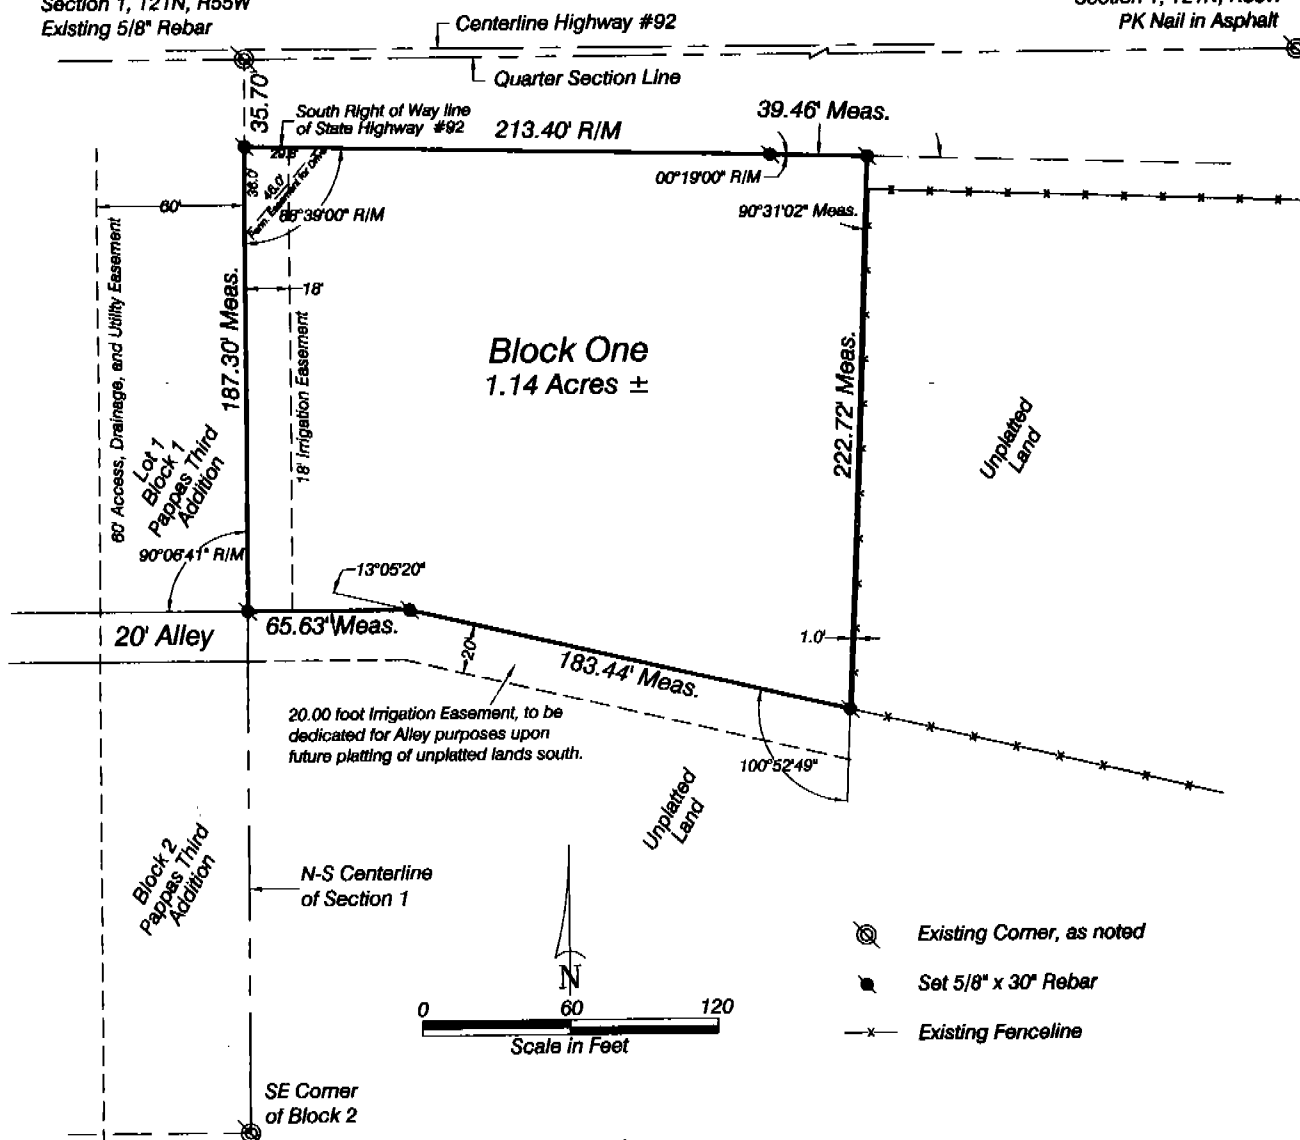 Section 1, T21N, R55W
Existing 5/8" Rebar
Centerline Highway #92
PK Nail in Asphalt
Quarter Section Line
35.70'
South Right of Way line
of State Highway #92
213.40' R/M
39.46' Meas.
38.0'
46.0'
Perm. Easement for
00°19'00" R/M
90°31'02" Meas.
60'
°39'00" R/M
18'
60' Access, Drainage, and Utility Easement
187.30' Meas.
18' Irrigation Easement
Block One
1.14 Acres ±
222.72' Meas.
Unplatted
Land
Lot 1
Block 1
Pappas Third
Addition
90°06'41" R/M
13°05'20"
20' Alley
65.63' Meas.
20'
183.44' Meas.
1.0'
20.00 foot Irrigation Easement, to be
dedicated for Alley purposes upon
future platting of unplatted lands south.
100°52'49"
Unplatted
Land
Block 2
Pappas Third
Addition
N-S Centerline
of Section 1
N
0 60 120
Scale in Feet
Existing Corner, as noted
Set 5/8" x 30" Rebar
Existing Fenceline
SE Corner
of Block 2